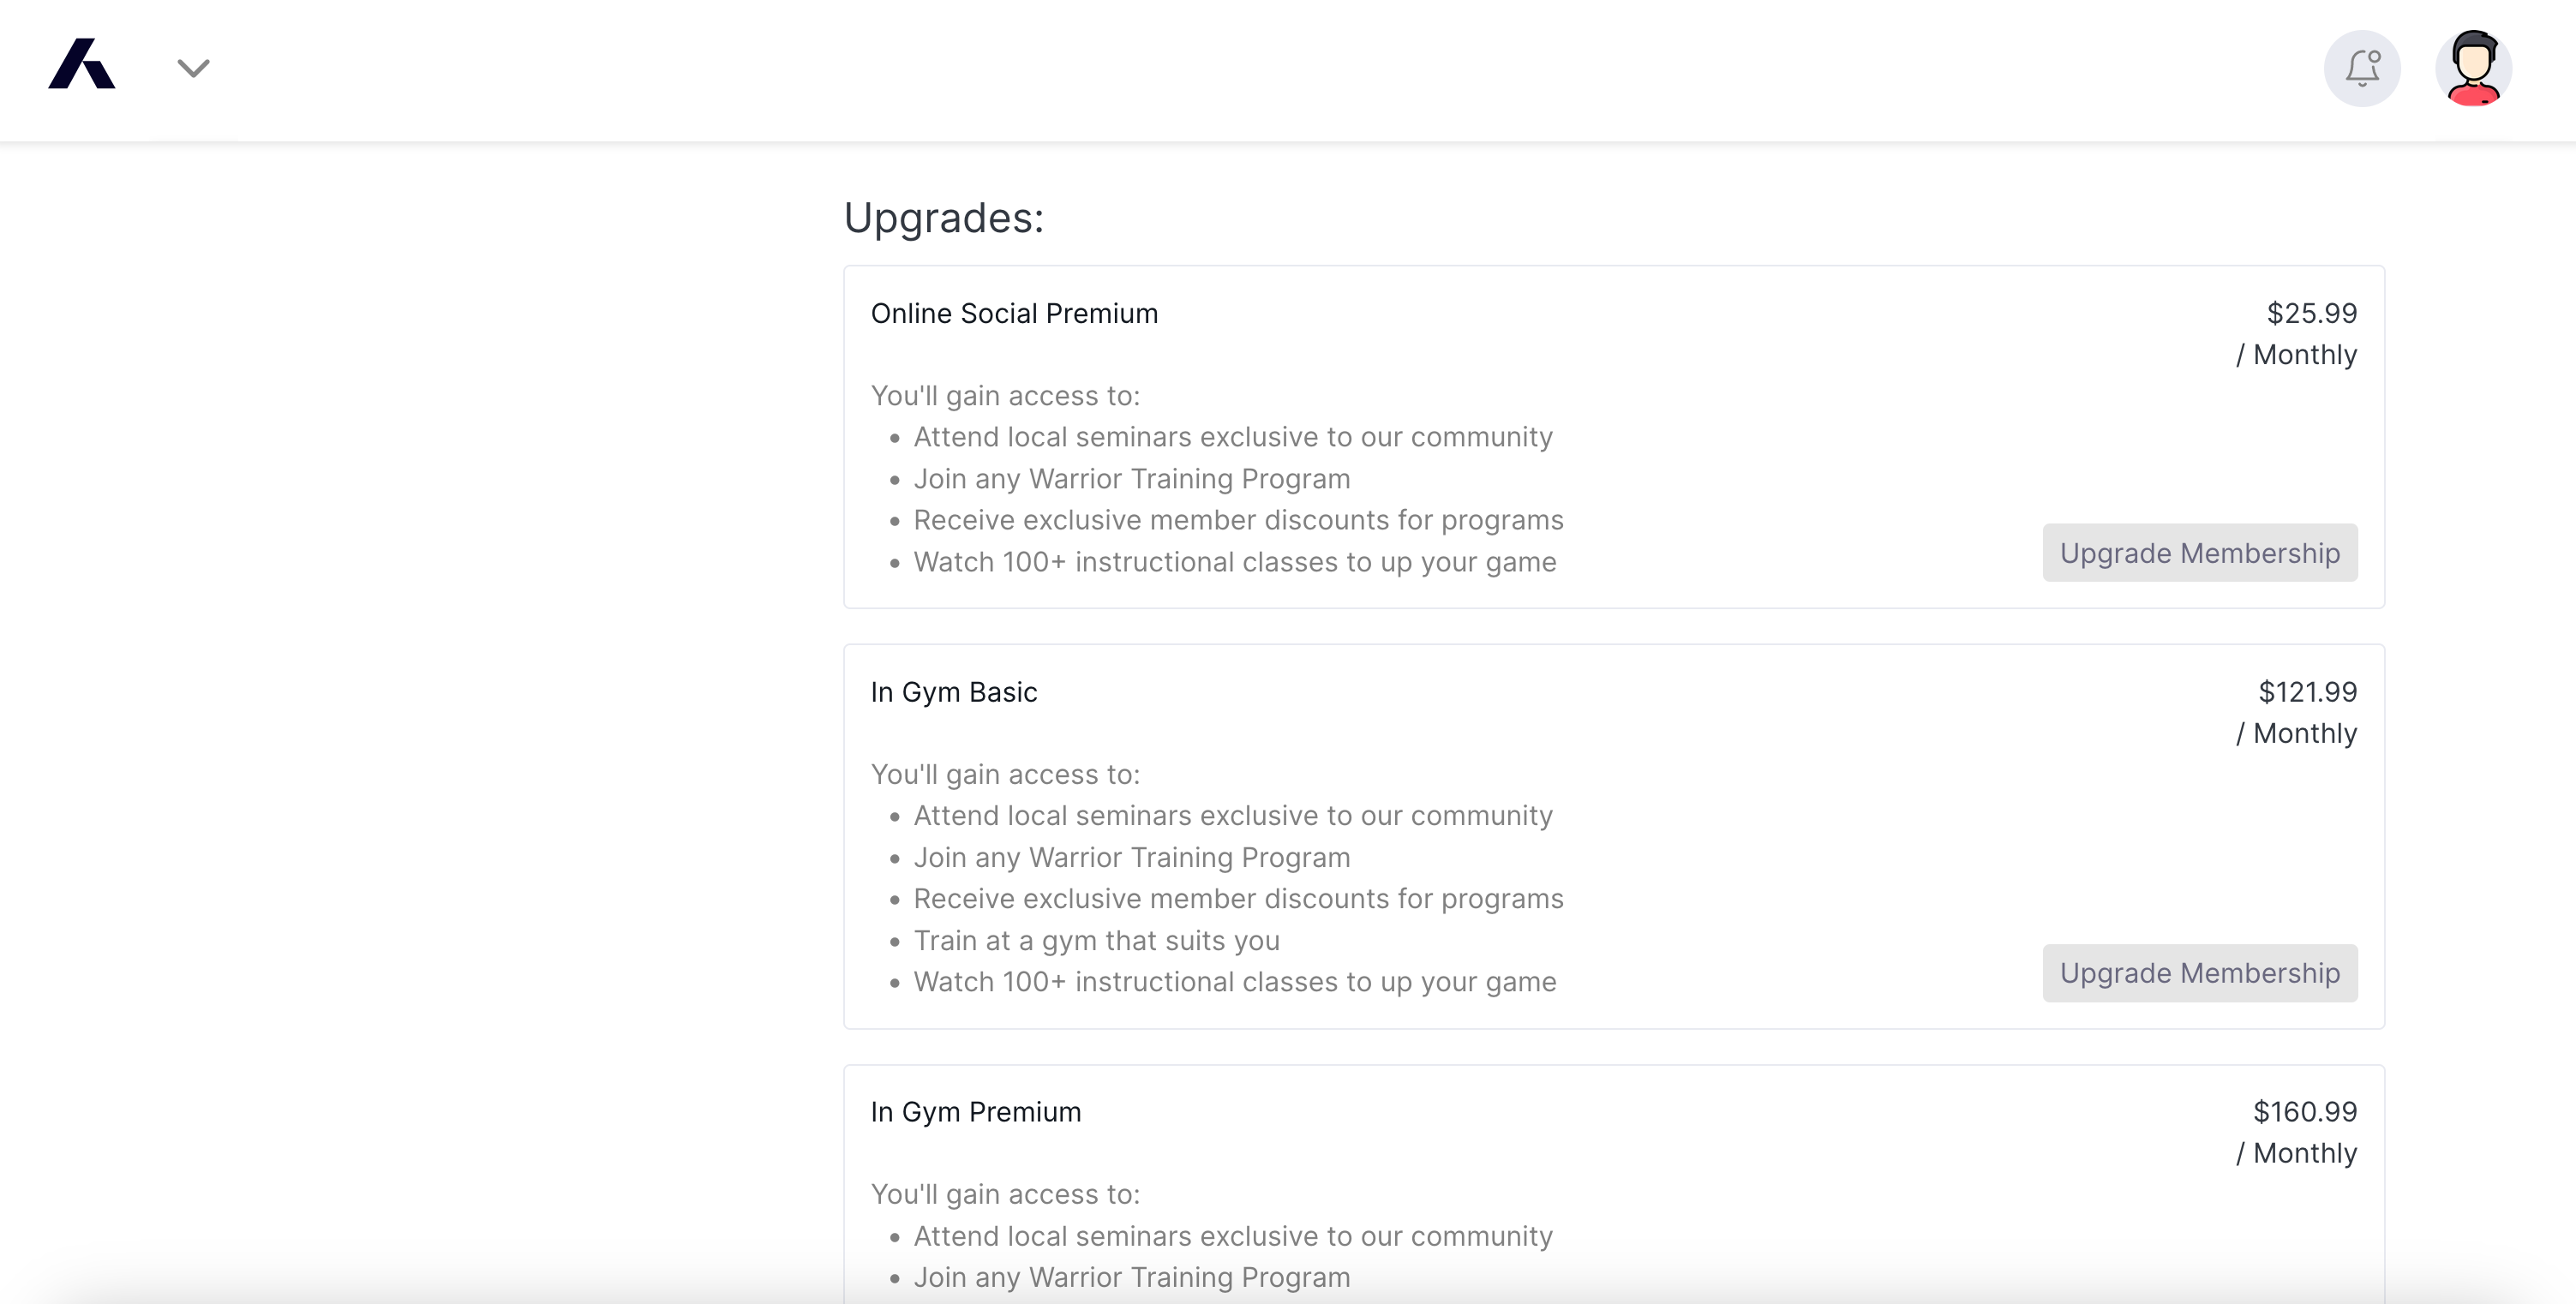 Upgrades:
Online Social Premium
$25.99
/ Monthly
You'll gain access to:
• Attend local seminars exclusive to our community
• Join any Warrior Training Program
• Receive exclusive member discounts for programs
• Watch 100+ instructional classes to up your game
Upgrade Membership
In Gym Basic
$121.99
/ Monthly
You'll gain access to:
• Attend local seminars exclusive to our community
• Join any Warrior Training Program
• Receive exclusive member discounts for programs
• Train at a gym that suits you
• Watch 100+ instructional classes to up your game
Upgrade Membership
In Gym Premium
$160.99
/ Monthly
You'll gain access to:
• Attend local seminars exclusive to our community
• Join any Warrior Training Program